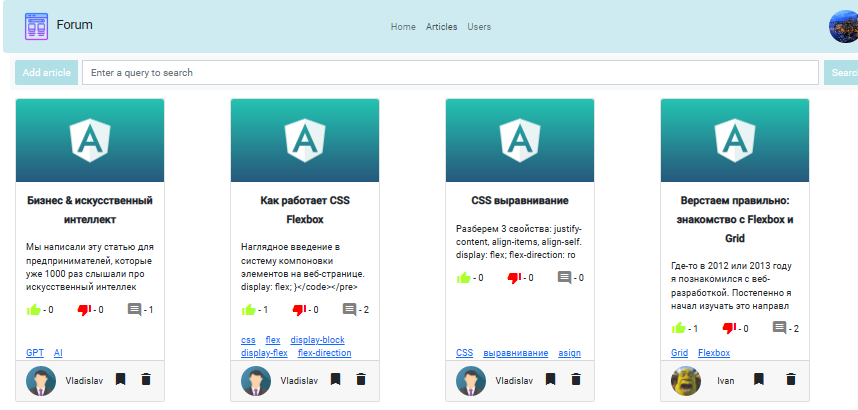 Forum
Home Articles Users
Add article
Enter a query to search
Searc
Бизнес & искусственный
интеллект
Мы написали эту статью для
предпринимателей, которые
уже 1000 раз слышали про
искусственный интеллек
- 0 - 0 - 1
GPT AI
Vladislav
Как работает CSS
Flexbox
Наглядное введение в
систему компоновки
элементов на веб-странице.
display: flex; }</code></pre>
- 1 - 0 - 2
css flex display-block
display-flex flex-direction
Vladislav
CSS выравнивание
Разберем 3 свойства: justify-
content, align-items, align-self.
display: flex; flex-direction: ro
- 0 - 0 - 0
CSS выравнивание asign
Vladislav
Верстаем правильно:
знакомство с Flexbox и
Grid
Где-то в 2012 или 2013 году
я познакомился с веб-
разработкой. Постепенно я
начал изучать это направл
- 1 - 0 - 2
Grid Flexbox
Ivan